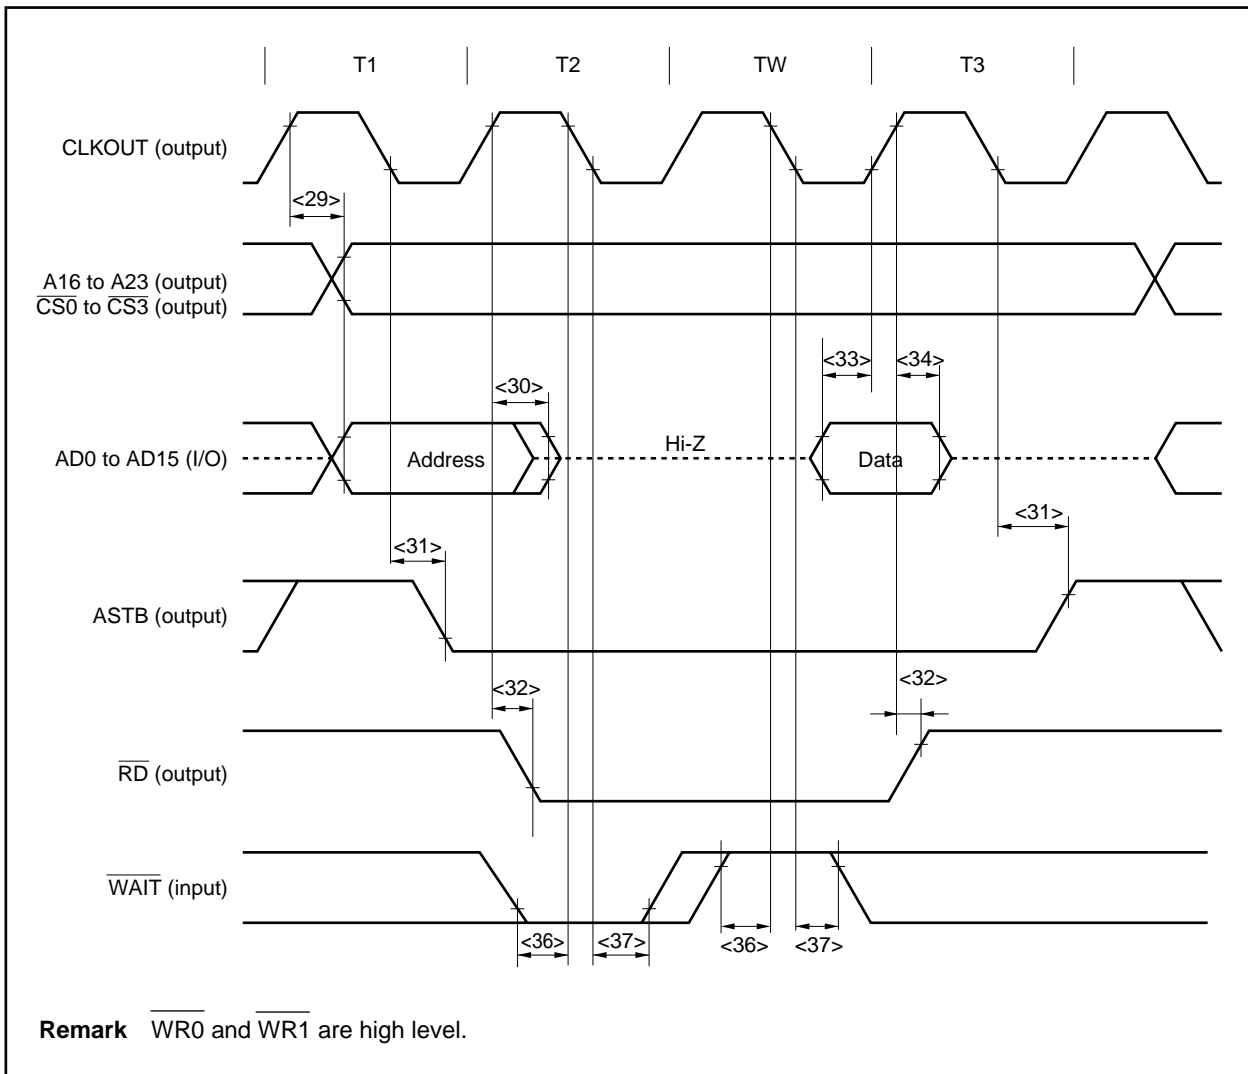 T1 T2 TW T3
CLKOUT (output)
<29>
A16 to A23 (output)
CS0 to CS3 (output)
<33> <34>
<30>
Hi-Z
AD0 to AD15 (I/O) Address Data
<31>
<31>
ASTB (output)
<32>
<32>
RD (output)
WAIT (input)
<36> <37> <36> <37>
Remark WR0 and WR1 are high level.